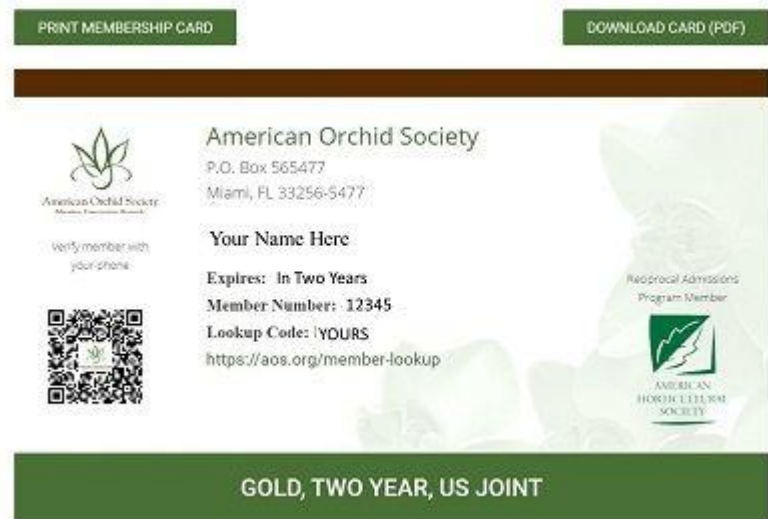 PRINT MEMBERSHIP CARD
DOWNLOAD CARD (PDF)
American Orchid Society
P.O. Box 565477
Miami, FL 33256-5477
American Orchid Society
Verify member with
your phone
Your Name Here
Expires: In Two Years
Member Number: 12345
Lookup Code: YOURS
https://aos.org/member-lookup
Reciprocal Admissions
Program Member
AMERICAN
HORTICULTURAL
SOCIETY
GOLD, TWO YEAR, US JOINT